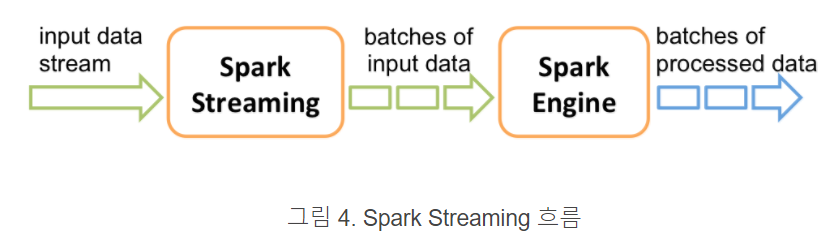 input data
stream
Spark
Streaming
batches of
input data
Spark
Engine
batches of
processed data
그림 4. Spark Streaming 흐름